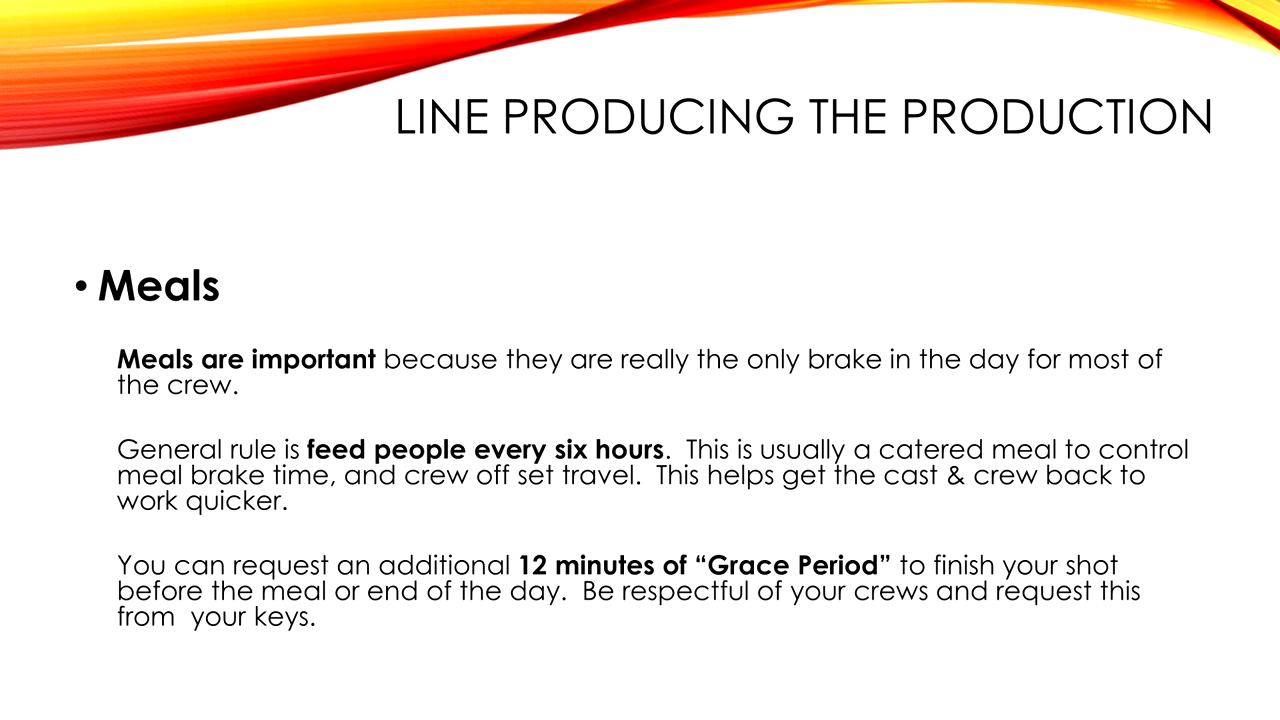 LINE PRODUCING THE PRODUCTION
• Meals
Meals are important because they are really the only brake in the day for most of
the crew.
General rule is feed people every six hours.  This is usually a catered meal to control
meal brake time, and crew off set travel.  This helps get the cast & crew back to
work quicker.
You can request an additional 12 minutes of “Grace Period” to finish your shot
before the meal or end of the day.  Be respectful of your crews and request this
from  your keys.